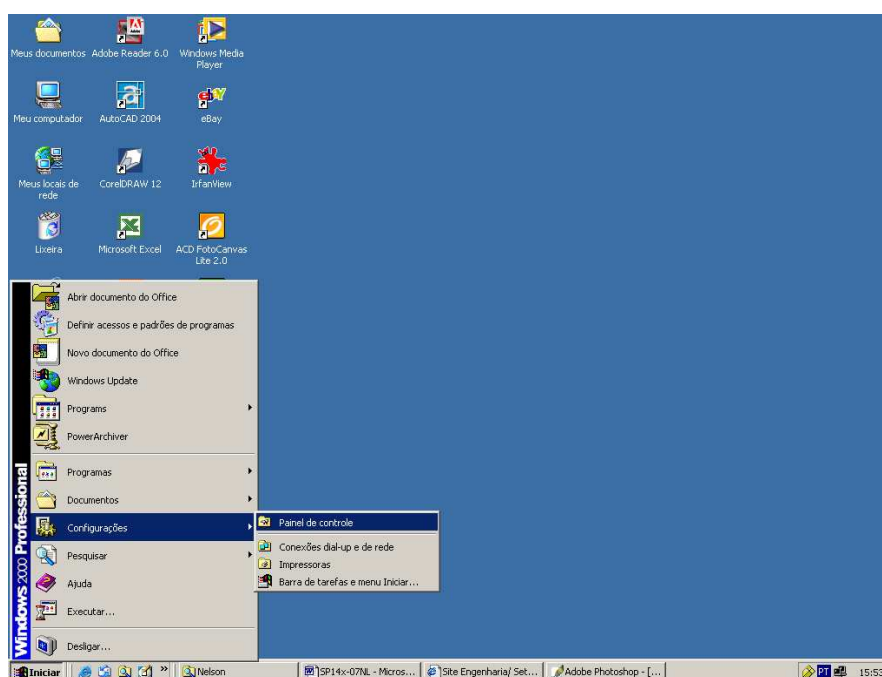 Meus documentos
Adobe Reader 6.0
Windows Media
Player
Meu computador
AutoCAD 2004
eBay
Meus locais de
rede
CorelDRAW 12
IrfanView
Lixeira
Microsoft Excel
ACD FotoCanvas
Lite 2.0
Abrir documento do Office
Definir acessos e padrões de programas
Novo documento do Office
Windows Update
Programs
PowerArchiver
Programas
Documentos
Configurações
Pesquisar
Ajuda
Executar...
Desligar...
Windows 2000 Professional
Painel de controle
Conexões dial-up e de rede
Impressoras
Barra de tarefas e menu Iniciar...
Iniciar
»
Nelson
SP14x-07NL - Micros...
Site Engenharia/ Set...
Adobe Photoshop - [...]
PT
15:53